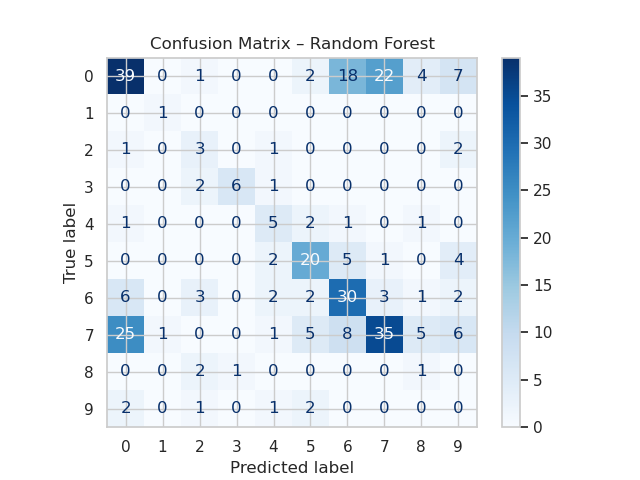 Confusion Matrix – Random Forest
0 39 0 1 0 0 2 18 22 4 7
1 0 1 0 0 0 0 0 0 0 0
2 1 0 3 0 1 0 0 0 0 2
3 0 0 2 6 1 0 0 0 0 0
4 1 0 0 0 5 2 1 0 1 0
5 0 0 0 0 2 20 5 1 0 4
6 6 0 3 0 2 2 30 3 1 2
7 25 1 0 0 1 5 8 35 5 6
8 0 0 2 1 0 0 0 0 1 0
9 2 0 1 0 1 2 0 0 0 0
0 1 2 3 4 5 6 7 8 9
Predicted label
True label
35
30
25
20
15
10
5
0